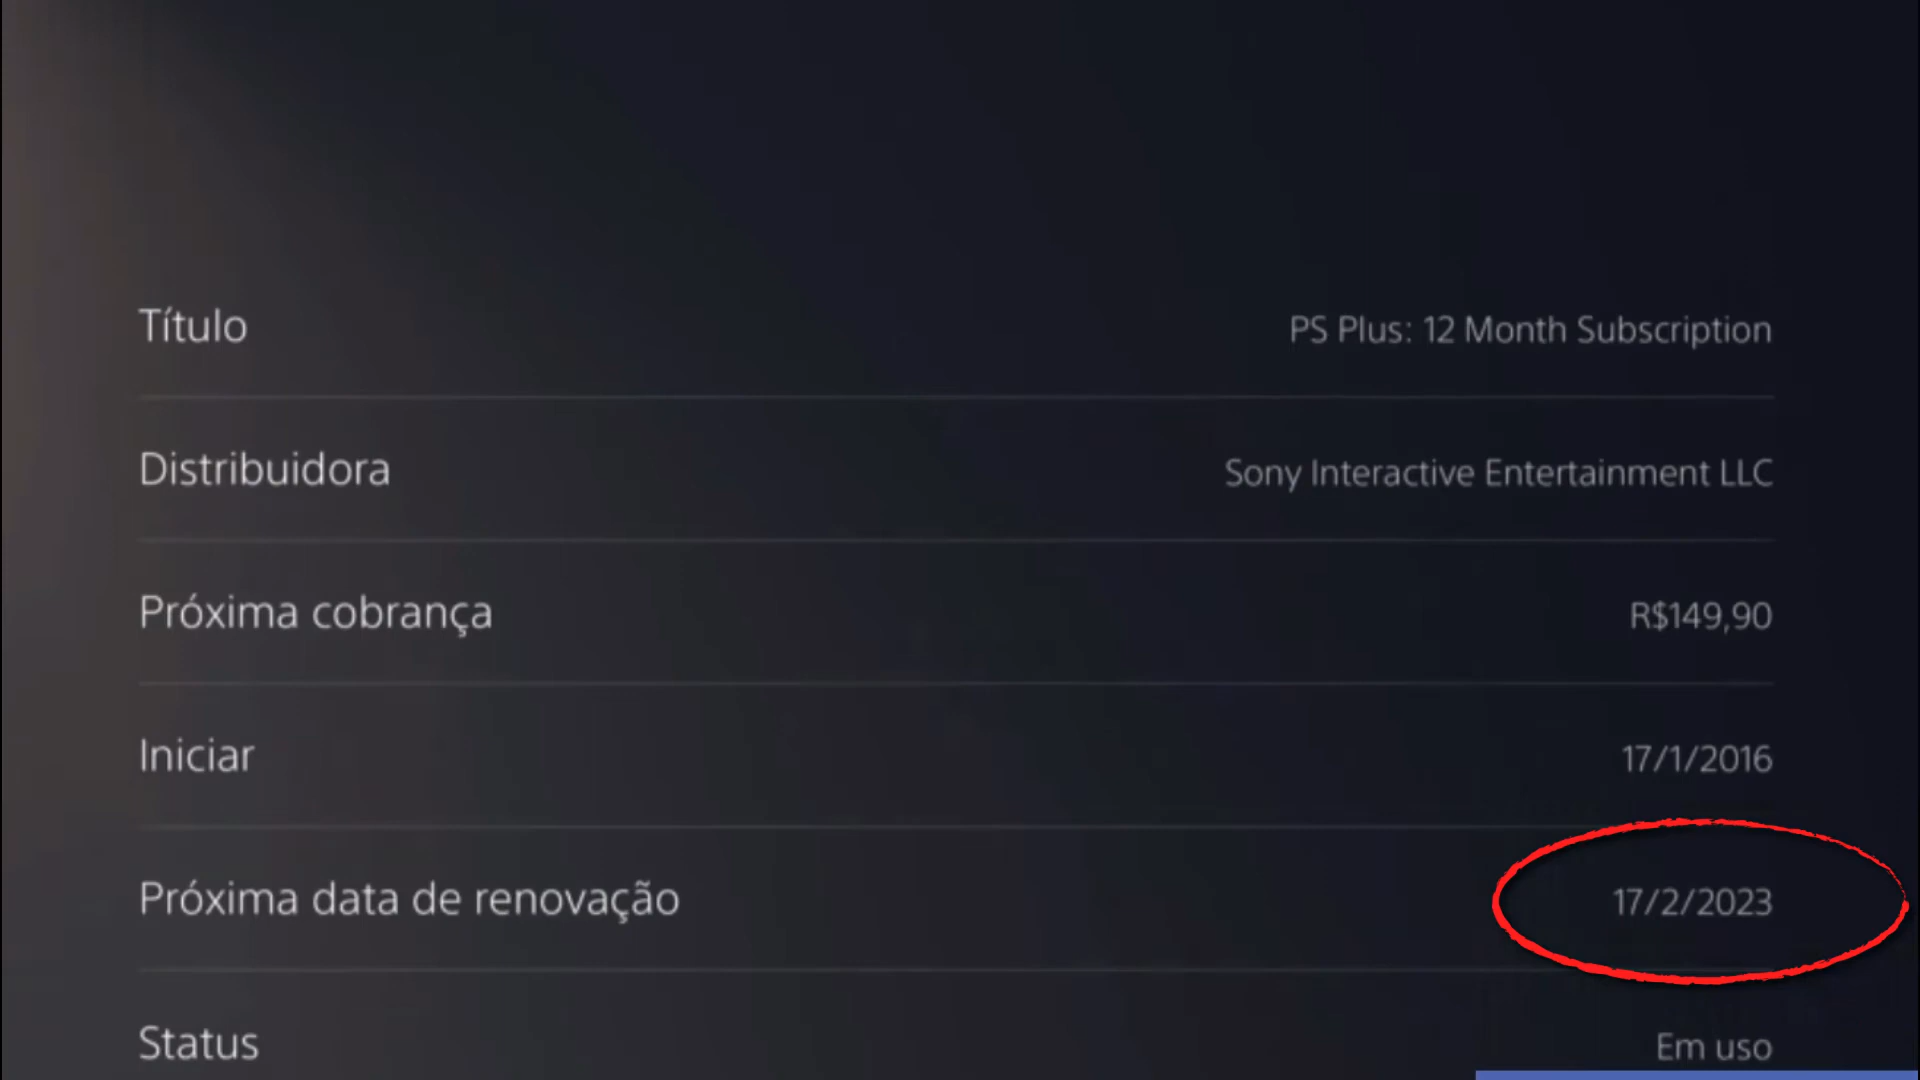 Título PS Plus: 12 Month Subscription
Distribuidora Sony Interactive Entertainment LLC
Próxima cobrança R$149,90
Iniciar 17/1/2016
Próxima data de renovação 17/2/2023
Status Em uso